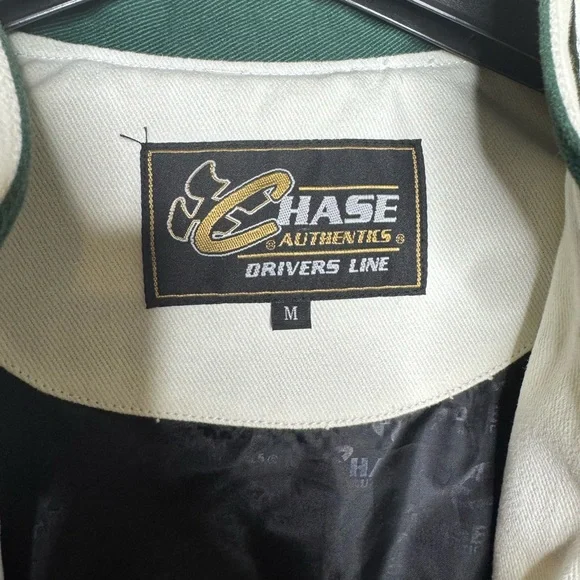 CHASE
AUTHENTICS
DRIVERS LINE
M